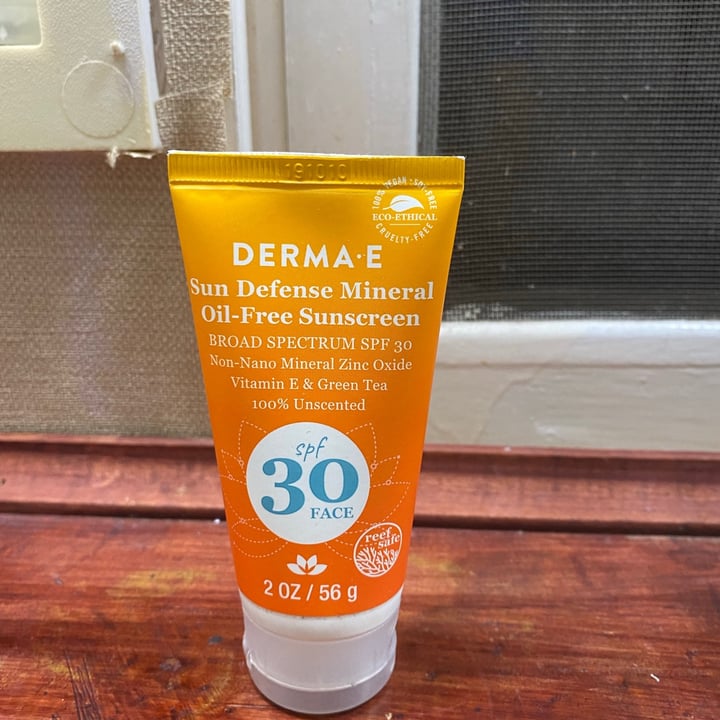 191010
100% VEGAN · SOY-FREE
ECO-ETHICAL
CRUELTY-FREE
DERMA·E
Sun Defense Mineral
Oil-Free Sunscreen
BROAD SPECTRUM SPF 30
Non-Nano Mineral Zinc Oxide
Vitamin E & Green Tea
100% Unscented
spf
30
FACE
reef
safe
2 OZ / 56 g